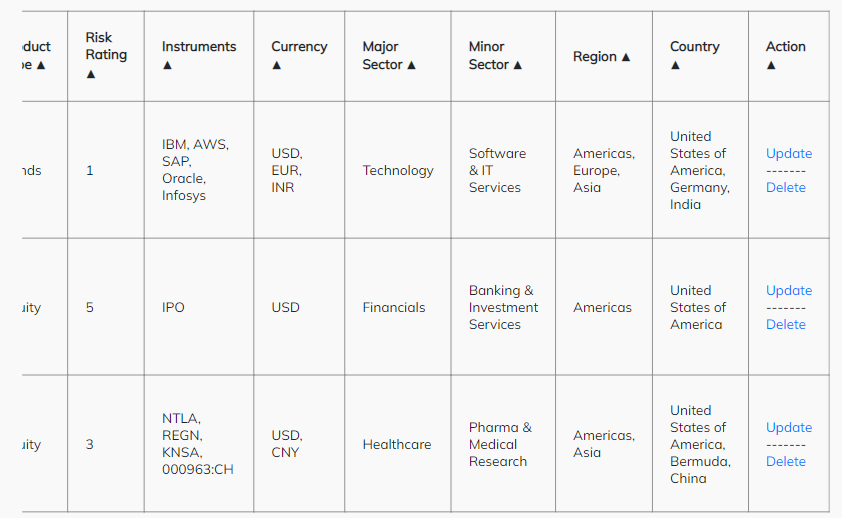 duct
pe ▲
Risk
Rating
▲
Instruments
▲
Currency
▲
Major
Sector ▲
Minor
Sector ▲
Region ▲
Country
▲
Action
▲
nds
1
IBM, AWS,
SAP,
Oracle,
Infosys
USD,
EUR,
INR
Technology
Software
& IT
Services
Americas,
Europe,
Asia
United
States of
America,
Germany,
India
Update
-------
Delete
uity
5
IPO
USD
Financials
Banking &
Investment
Services
Americas
United
States of
America
Update
-------
Delete
uity
3
NTLA,
REGN,
KNSA,
000963:CH
USD,
CNY
Healthcare
Pharma &
Medical
Research
Americas,
Asia
United
States of
America,
Bermuda,
China
Update
-------
Delete